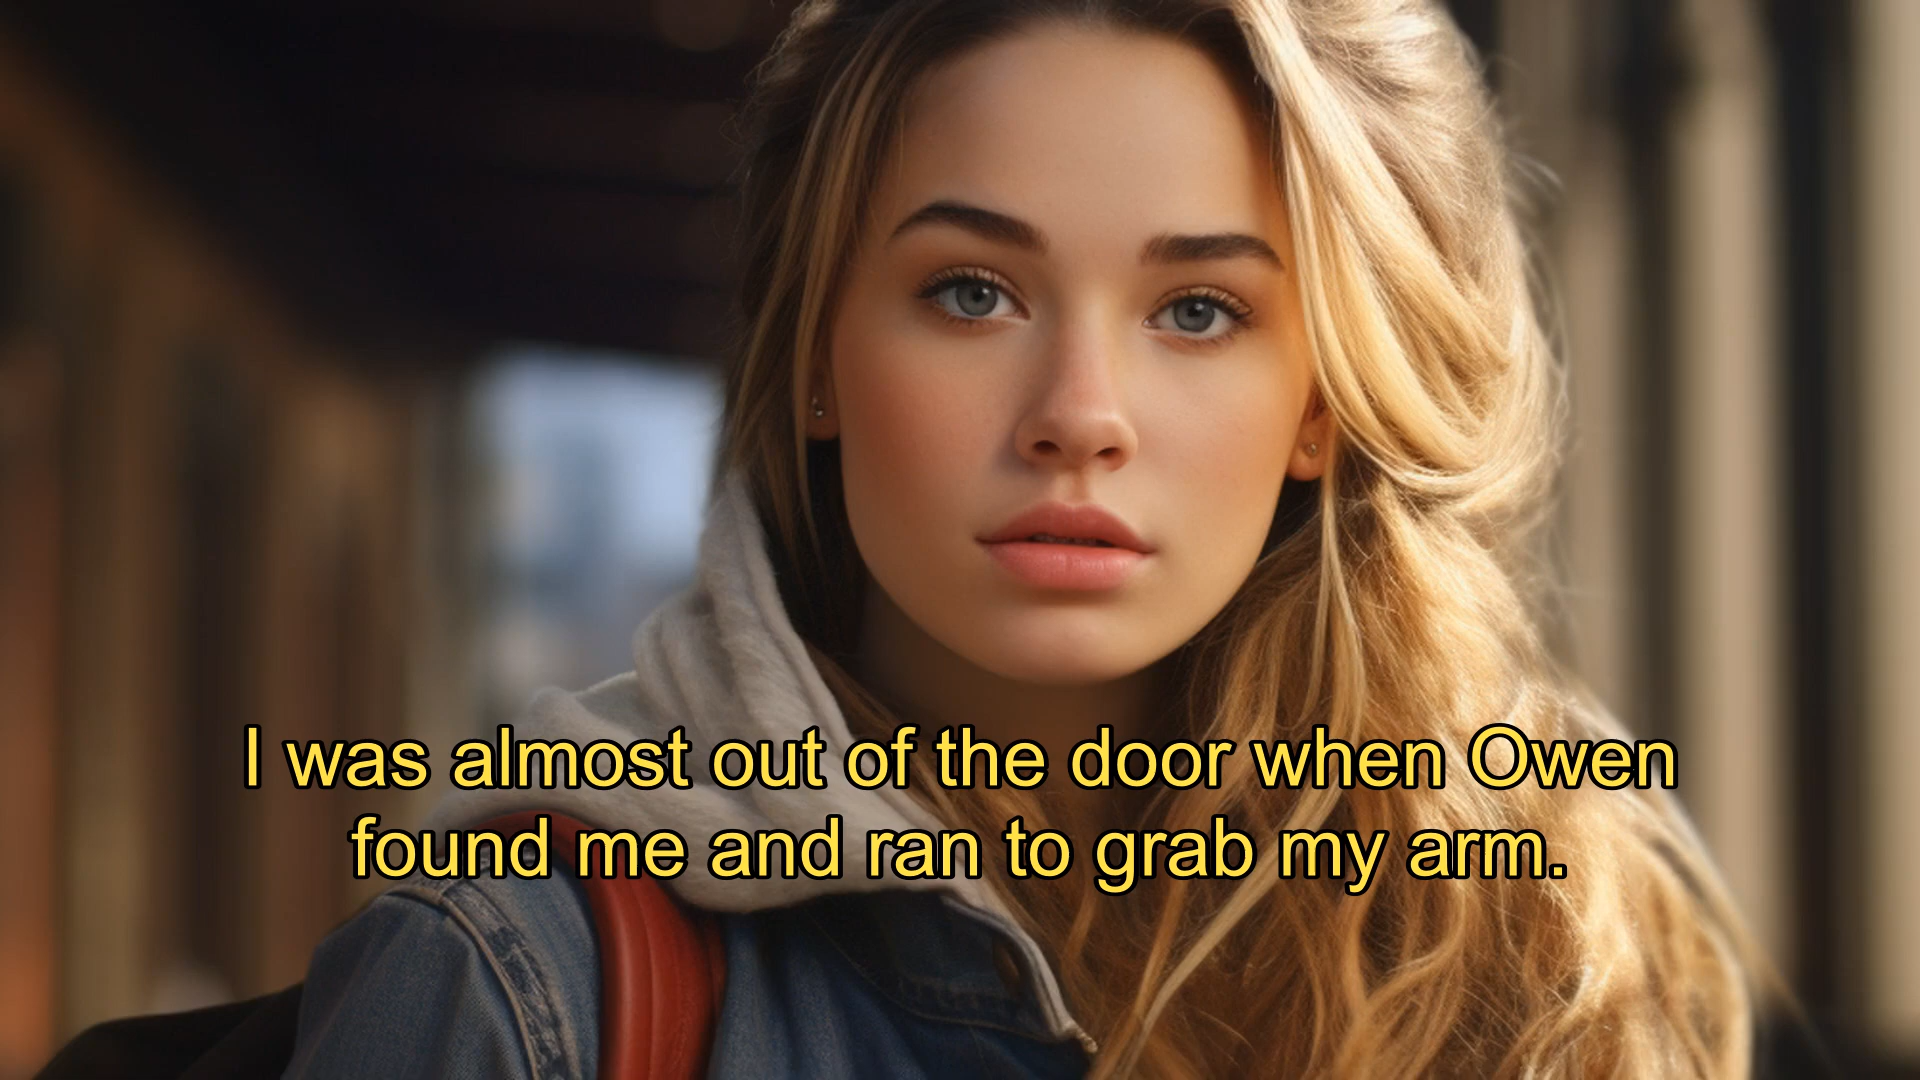 I was almost out of the door when Owen
found me and ran to grab my arm.